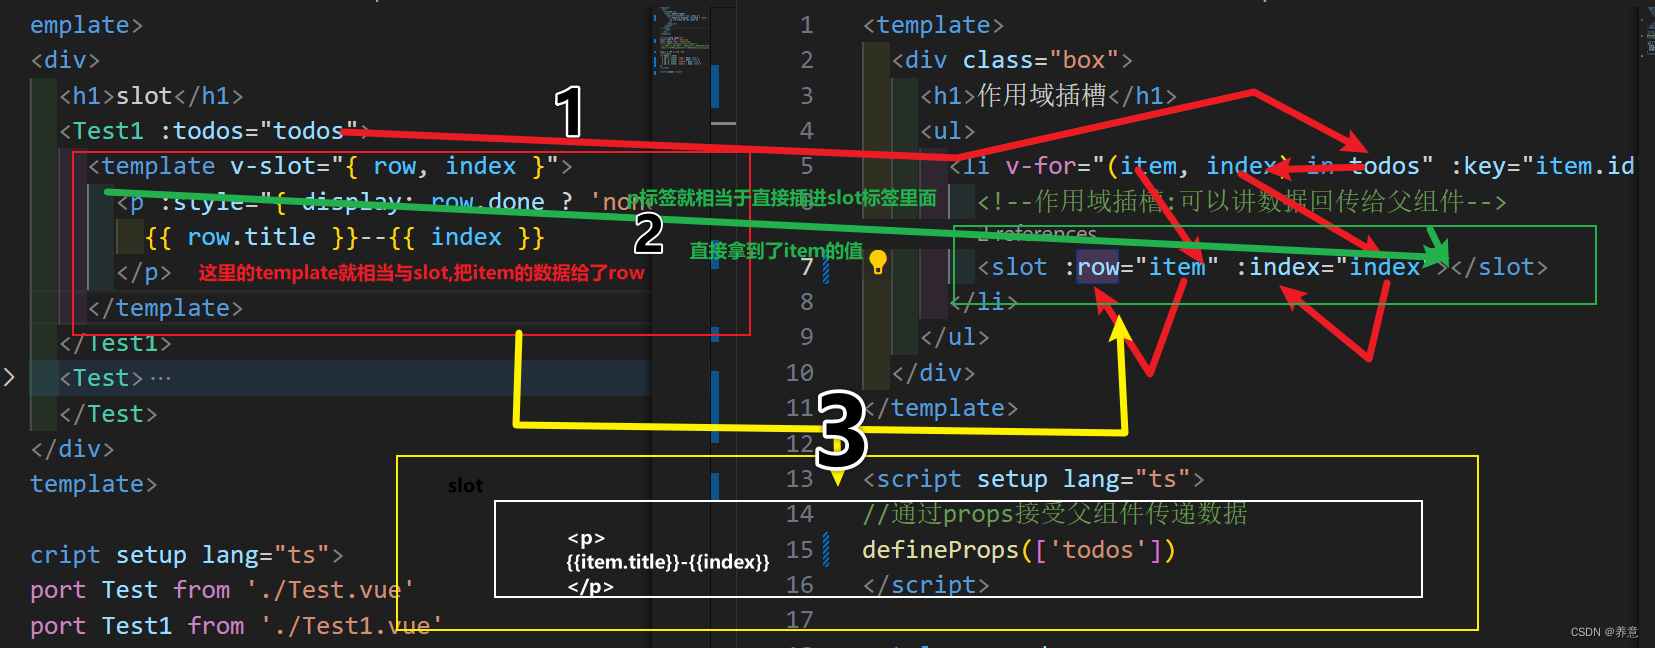 emplate>
<div>
<h1>slot</h1>
<Test1 :todos="todos">
<template v-slot="{ row, index }">
<p :style="{ display: row.done ? 'non
{{ row.title }}--{{ index }}
</p>
这里的template就相当与slot,把item的数据给了row
</template>
</Test1>
<Test>…
</Test>
</div>
template>
cript setup lang="ts">
port Test from './Test.vue'
port Test1 from './Test1.vue'
1
2
3
p标签就相当于直接插进slot标签里面
直接拿到了item的值
slot
<p>
{{item.title}}-{{index}}
</p>
1 <template>
2 <div class="box">
3 <h1>作用域插槽</h1>
4 <ul>
5 <li v-for="(item, index) in todos" :key="item.id
<!--作用域插槽:可以讲数据回传给父组件-->
2 references
7 <slot :row="item" :index="index"></slot>
8 </li>
9 </ul>
10 </div>
11 </template>
12
13 <script setup lang="ts">
14 //通过props接受父组件传递数据
15 defineProps(['todos'])
16 </script>
17
CSDN @养意